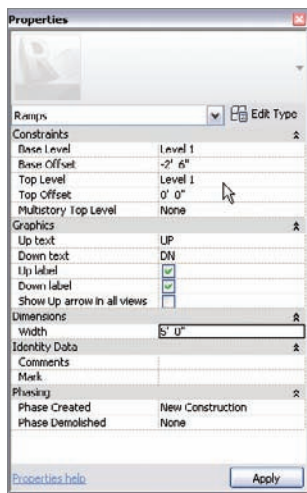 Properties
Ramps Edit Type
Constraints
Base Level Level 1
Base Offset -2' 6"
Top Level Level 1
Top Offset 0' 0"
Multistory Top Level None
Graphics
Up text UP
Down text DN
Up label
Down label
Show Up arrow in all views
Dimensions
Width 5' 0"
Identity Data
Comments
Mark
Phasing
Phase Created New Construction
Phase Demolished None
Properties help Apply